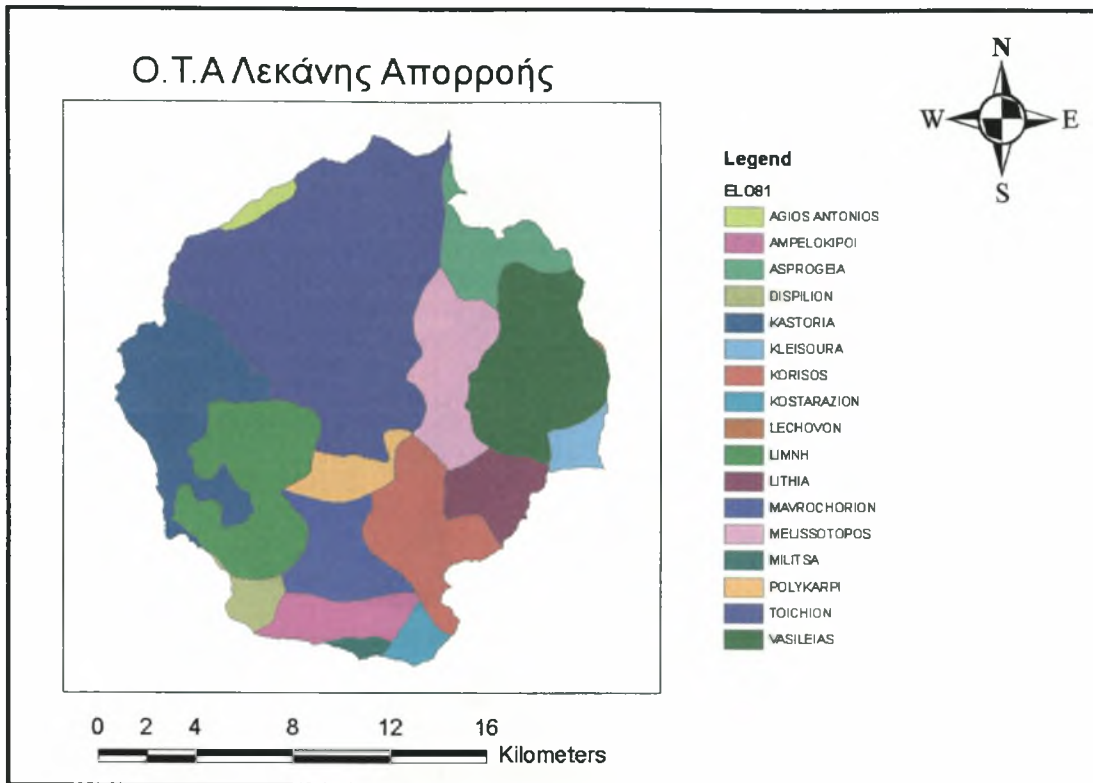 Ο.Τ.Α Λεκάνης Απορροής
N
W E
S
Legend
EL081
AGIOS ANTONIOS
AMPELOKIPOI
ASPROGEIA
DISPILION
KASTORIA
KLEISOURA
KORISOS
KOSTARAZION
LECHOVON
LIMNH
LITHIA
MAVROCHORION
MELISSOTOPOS
MILITSA
POLYKARPI
TOICHION
VASILEIAS
0 2 4 8 12 16
Kilometers